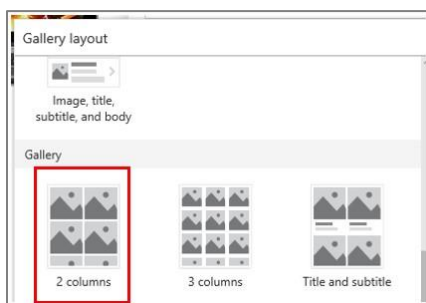 Gallery layout
Image, title,
subtitle, and body
Gallery
2 columns
3 columns
Title and subtitle